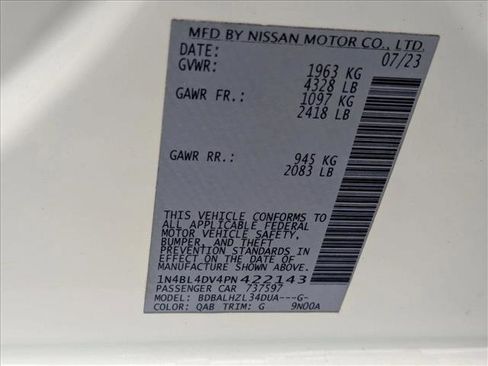 MFD BY NISSAN MOTOR CO., LTD.
DATE: 07/23
GVWR: 1963 KG
4328 LB
GAWR FR.: 1097 KG
2418 LB
GAWR RR.: 945 KG
2083 LB
THIS VEHICLE CONFORMS TO
ALL APPLICABLE FEDERAL
MOTOR VEHICLE SAFETY,
BUMPER, AND THEFT
PREVENTION STANDARDS IN
EFFECT ON THE DATE OF
MANUFACTURE SHOWN ABOVE.
1N4BL4DV4PN422143
PASSENGER CAR 737597
MODEL: BDBALHZL34DUA---G-
COLOR: QAB TRIM: G 9N00A